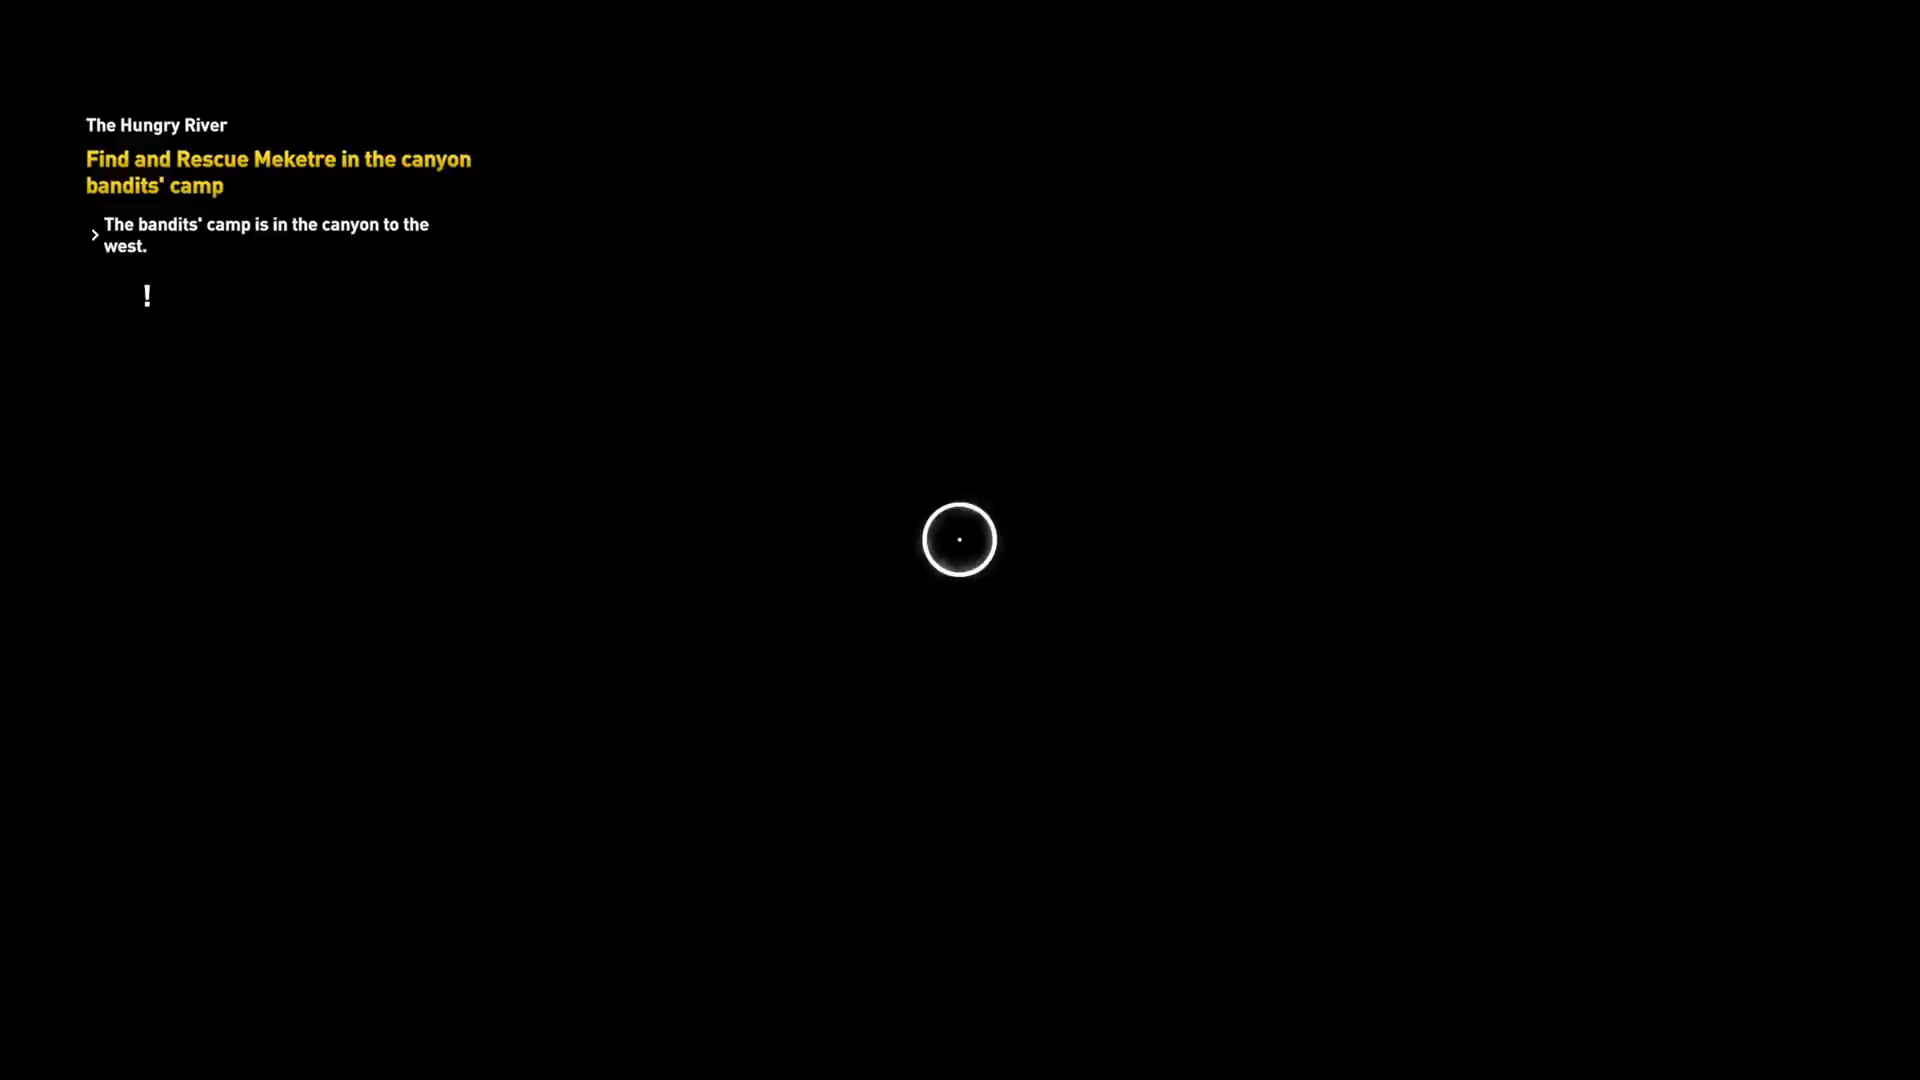 The Hungry River
Find and Rescue Meketre in the canyon
bandits' camp
> The bandits' camp is in the canyon to the
west.
!